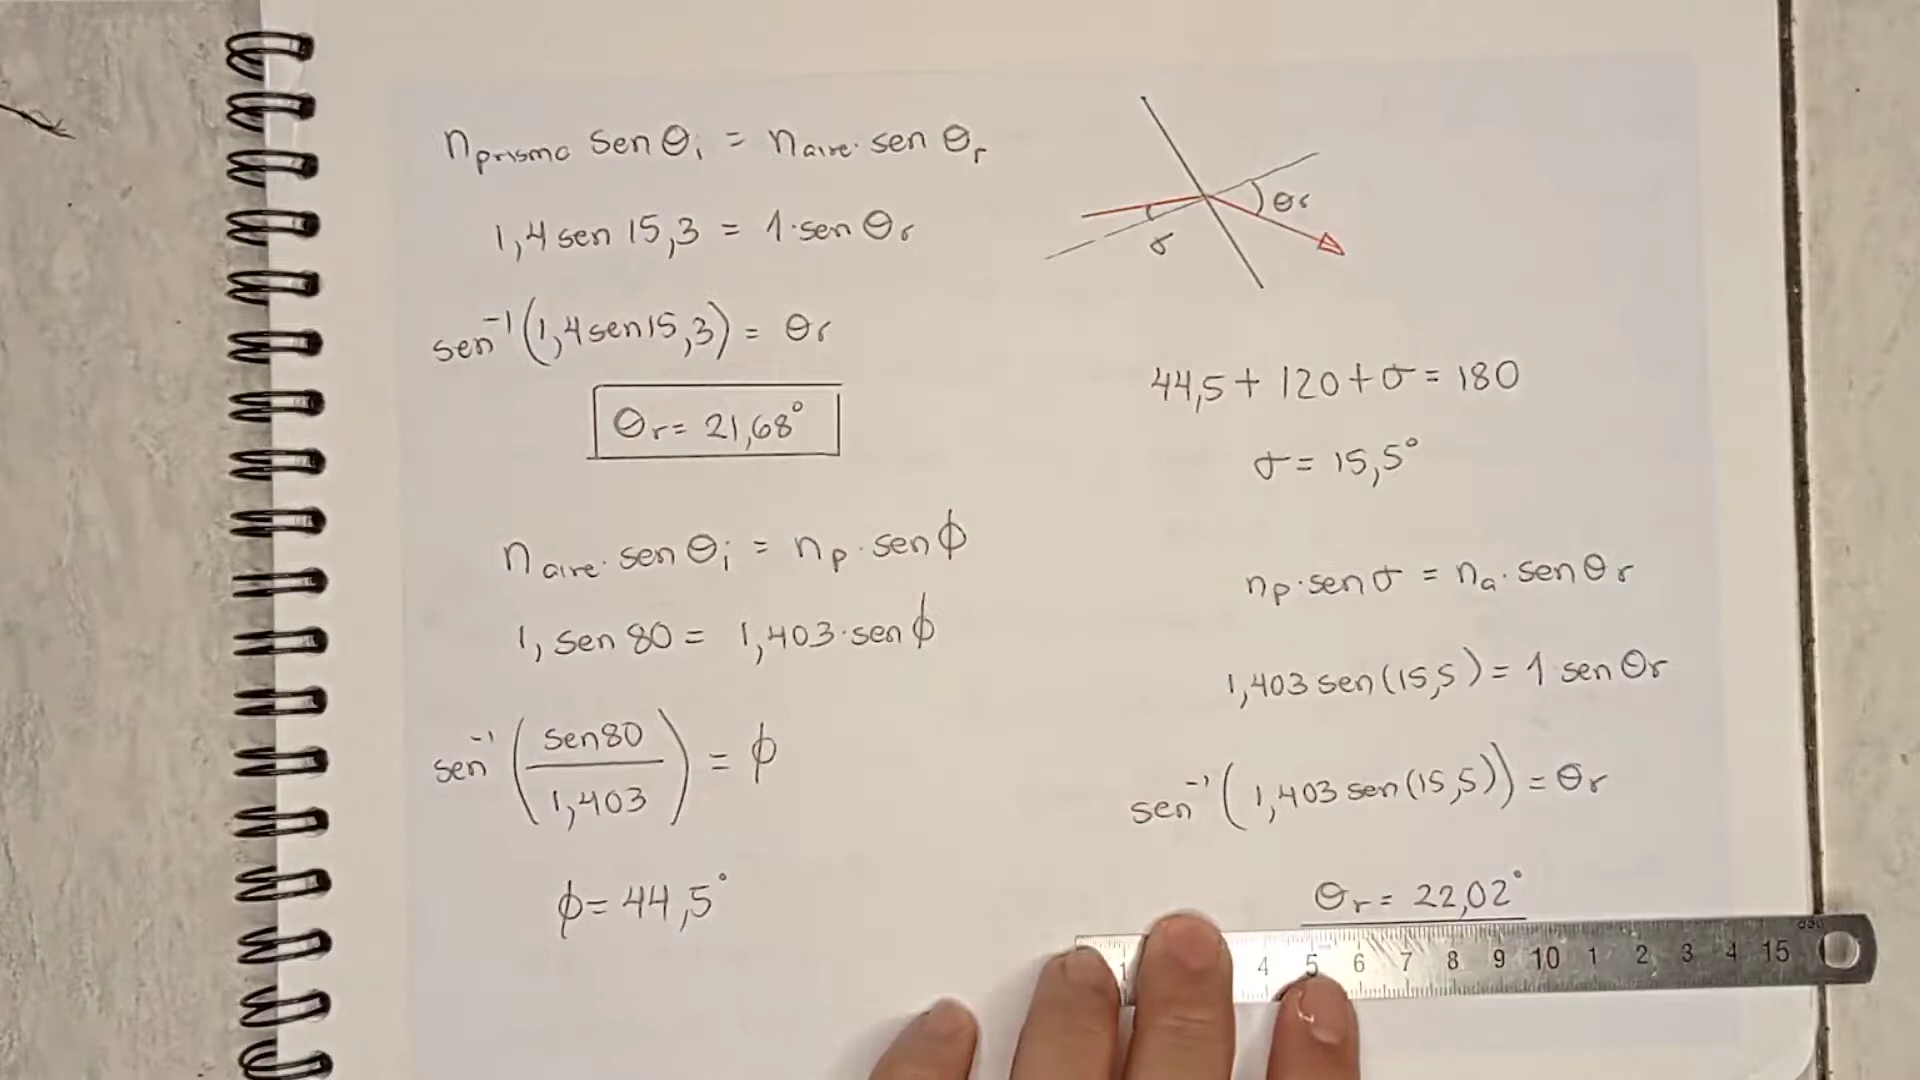 n prisma sen θi = n aire · sen θr
1,4 sen 15,3 = 1 · sen θr
sen⁻¹(1,4 sen 15,3) = θr
θr = 21,68°
n aire · sen θi = np · sen ϕ
1, sen 80 = 1,403 · sen ϕ
sen⁻¹(sen 80 / 1,403) = ϕ
ϕ = 44,5°
θr
σ
44,5 + 120 + σ = 180
σ = 15,5°
np · sen σ = na · sen θr
1,403 sen(15,5) = 1 sen θr
sen⁻¹(1,403 sen(15,5)) = θr
θr = 22,02°
1 4 5 6 7 8 9 10 1 2 3 4 15